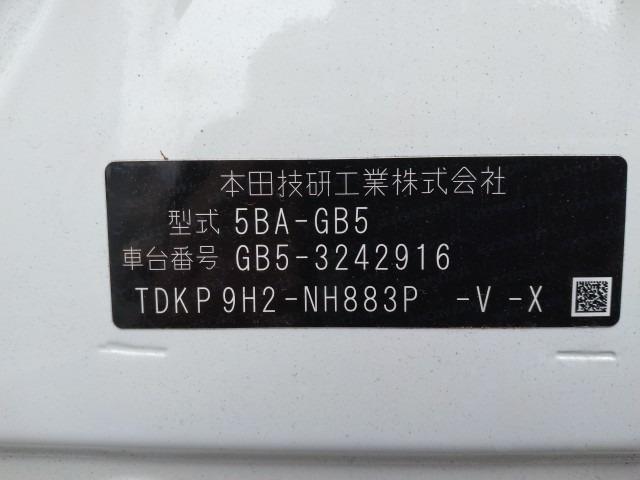 本田技研工業株式会社
型式 5BA-GB5
車台番号 GB5-3242916
TDKP9H2-NH883P -V -X